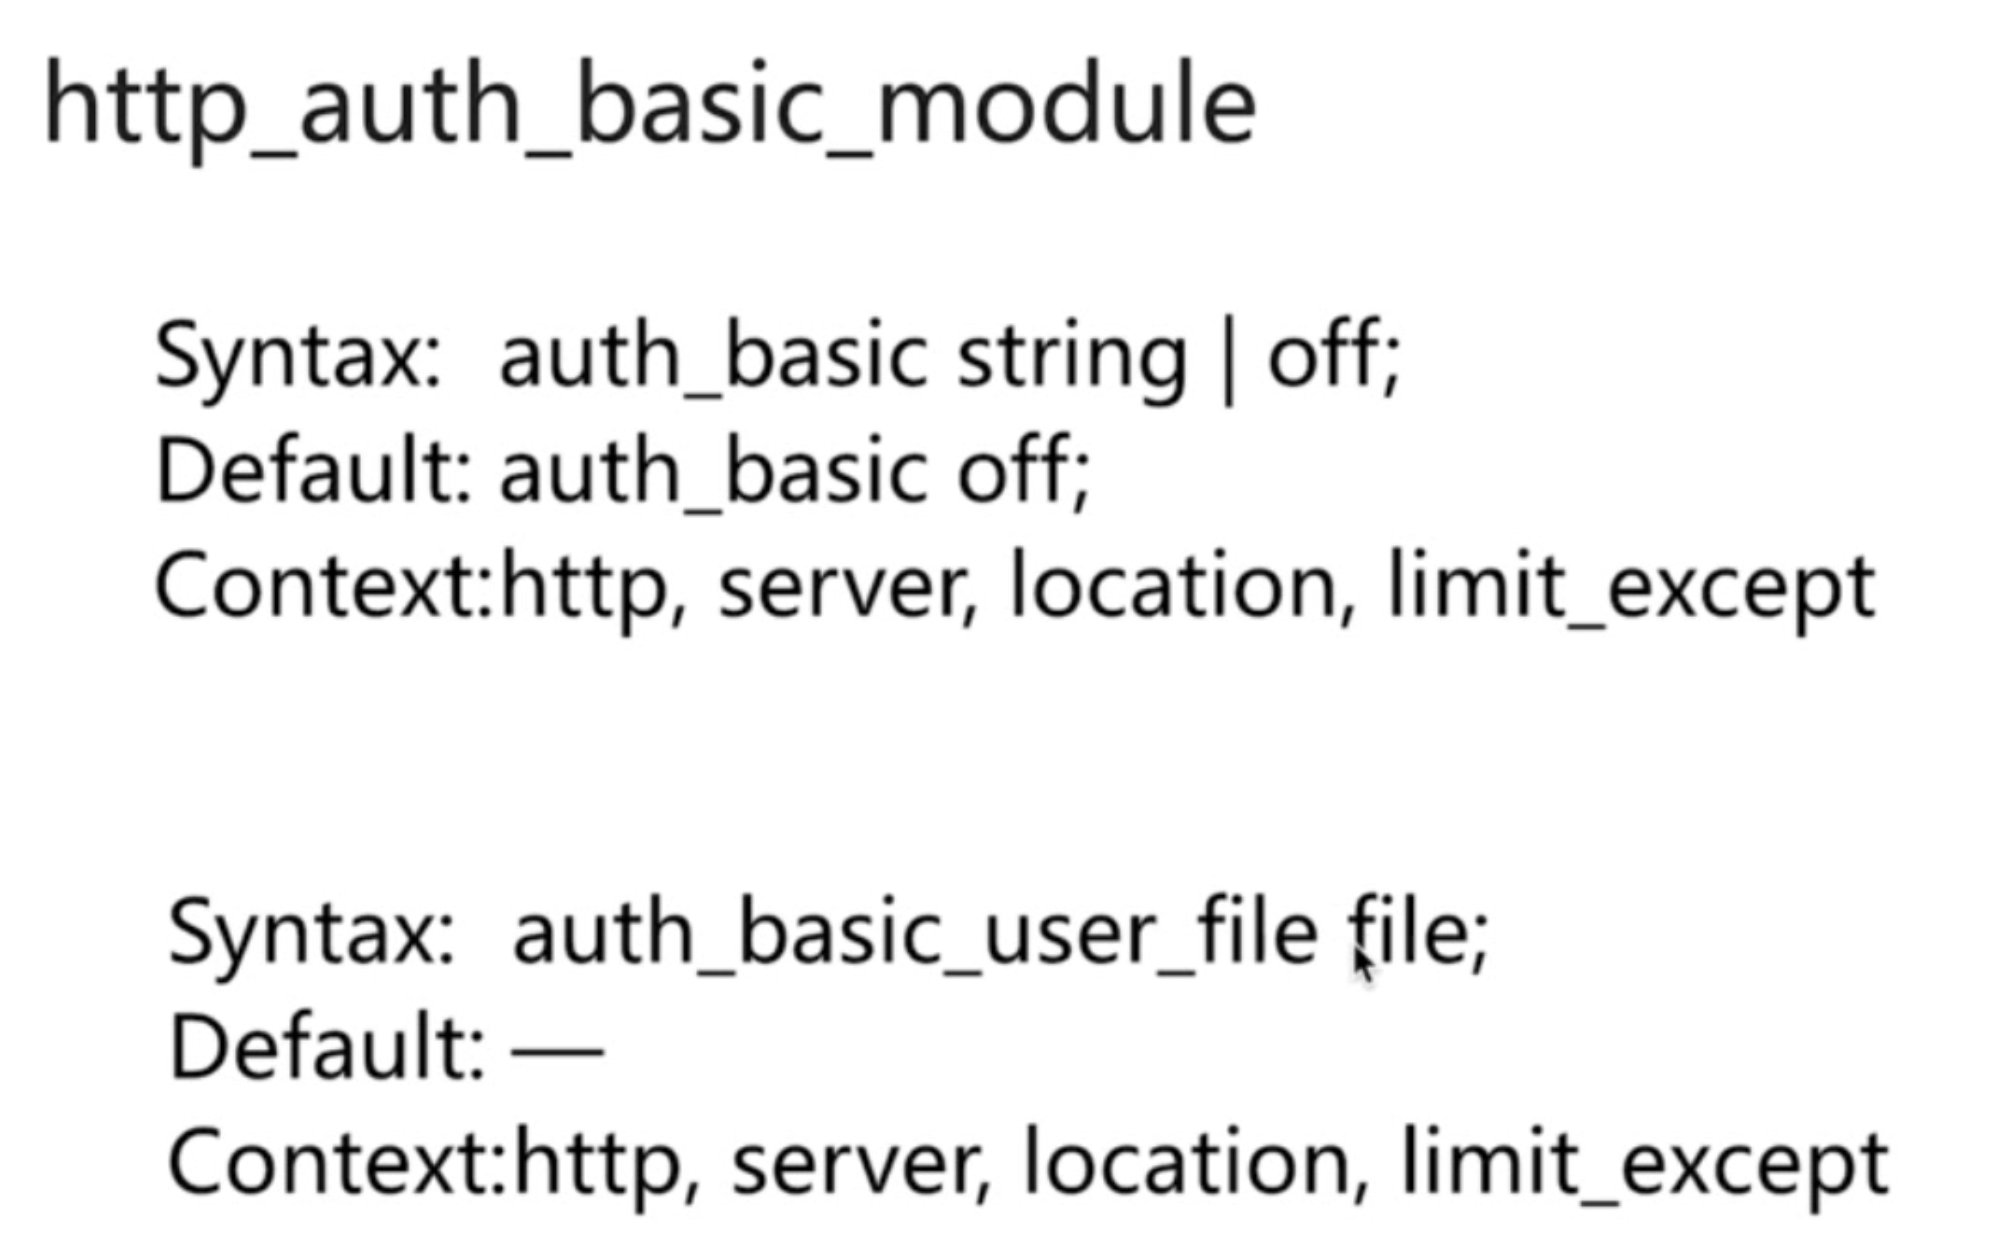 http_auth_basic_module
Syntax: auth_basic string | off;
Default: auth_basic off;
Context:http, server, location, limit_except
Syntax: auth_basic_user_file file;
Default: —
Context:http, server, location, limit_except